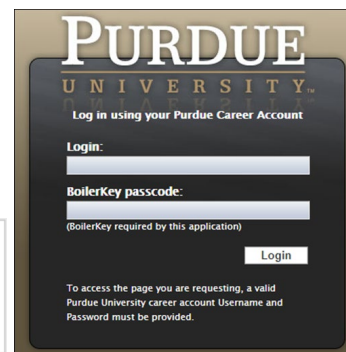 PURDUE
UNIVERSITY™
Log in using your Purdue Career Account
Login:
BoilerKey passcode:
(BoilerKey required by this application)
Login
To access the page you are requesting, a valid
Purdue University career account Username and
Password must be provided.